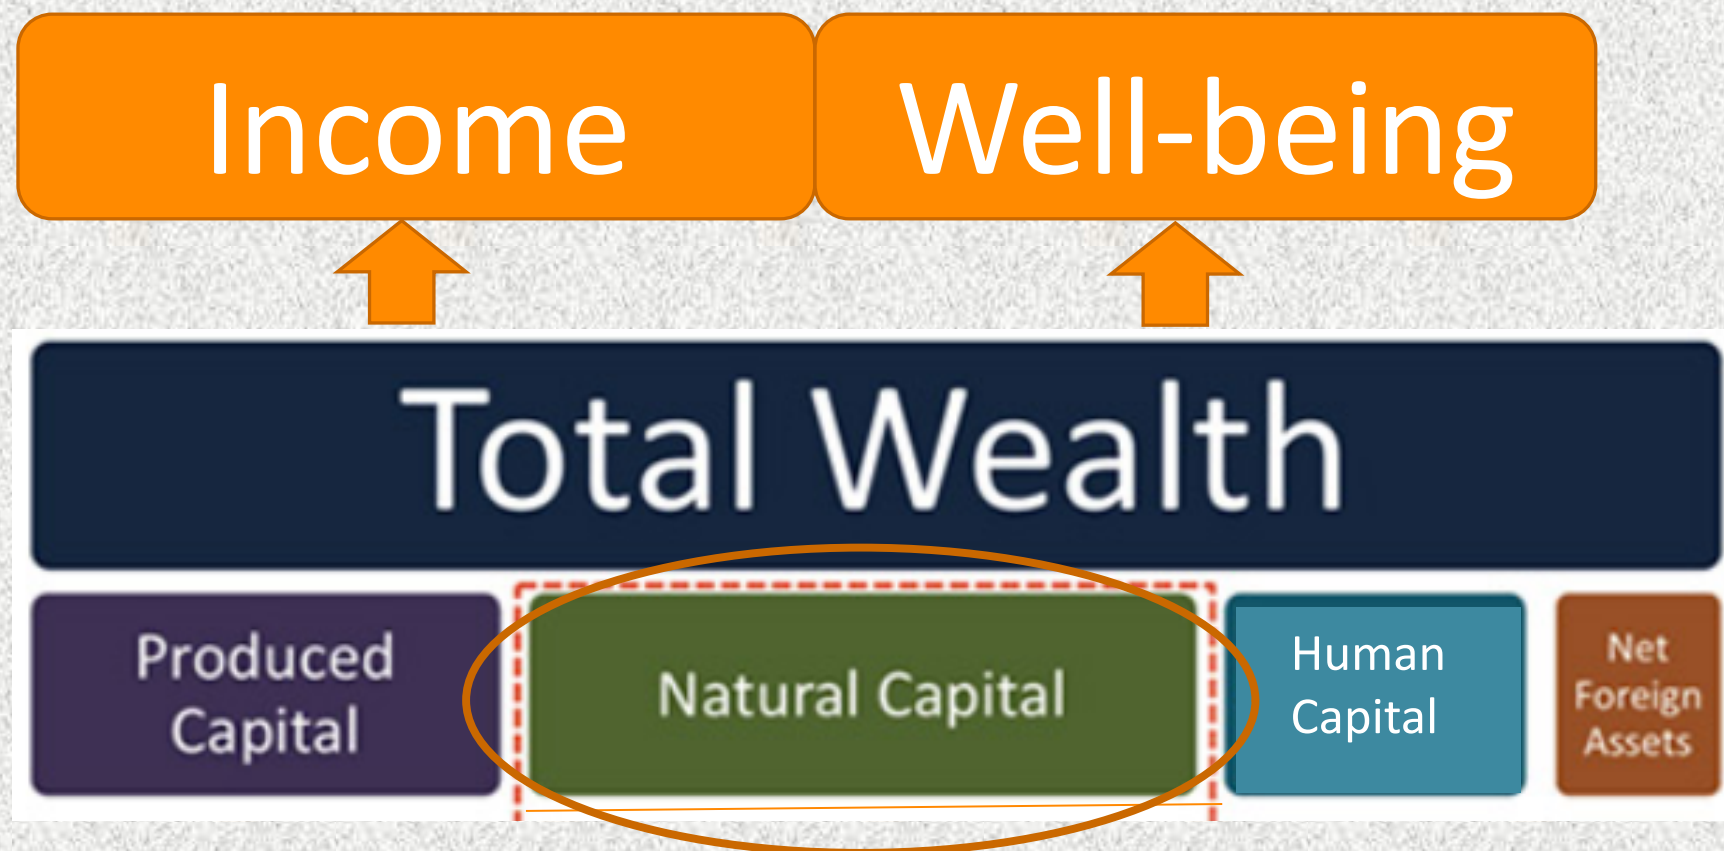 Income
Well-being
Total Wealth
Produced
Capital
Natural Capital
Human
Capital
Net
Foreign
Assets